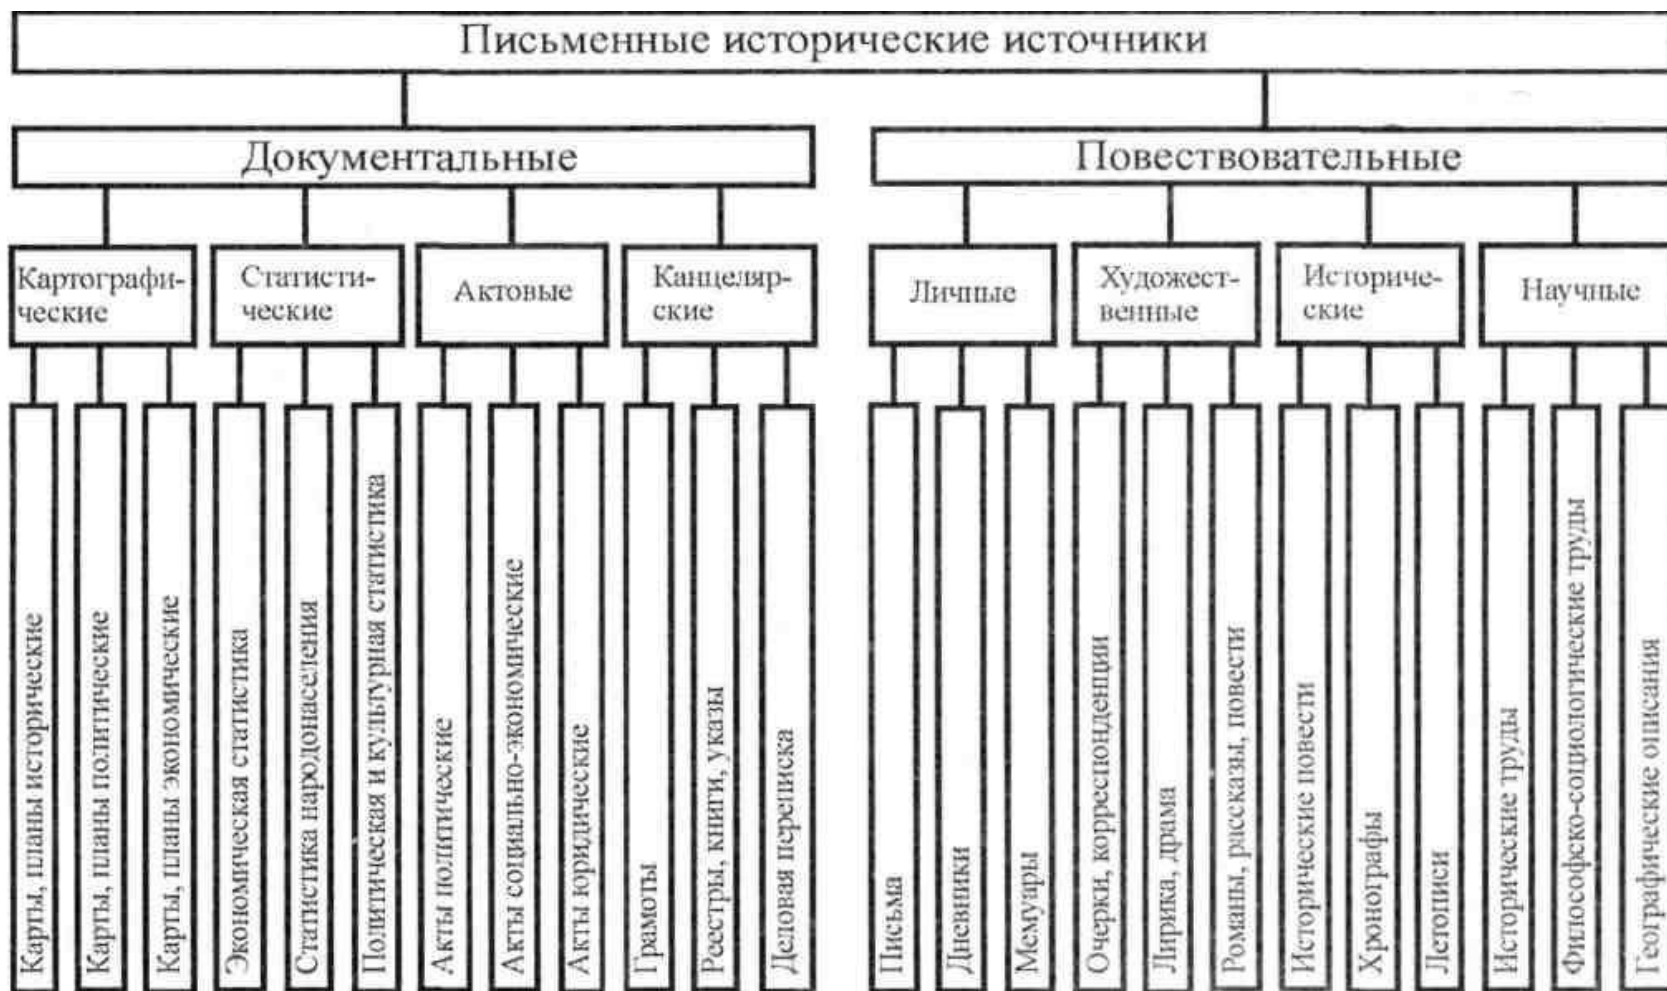 Письменные исторические источники
Документальные
Повествовательные
Картографи-
ческие
Статисти-
ческие
Актовые
Канцеляр-
ские
Личные
Художест-
венные
Историче-
ские
Научные
Карты, планы исторические
Карты, планы политические
Карты, планы экономические
Экономическая статистика
Статистика народонаселения
Политическая и культурная статистика
Акты политические
Акты социально-экономические
Акты юридические
Грамоты
Реестры, книги, указы
Деловая переписка
Письма
Дневники
Мемуары
Очерки, корреспонденции
Лирика, драма
Романы, рассказы, повести
Исторические повести
Хронографы
Летописи
Исторические труды
Философско-социологические труды
Географические описания